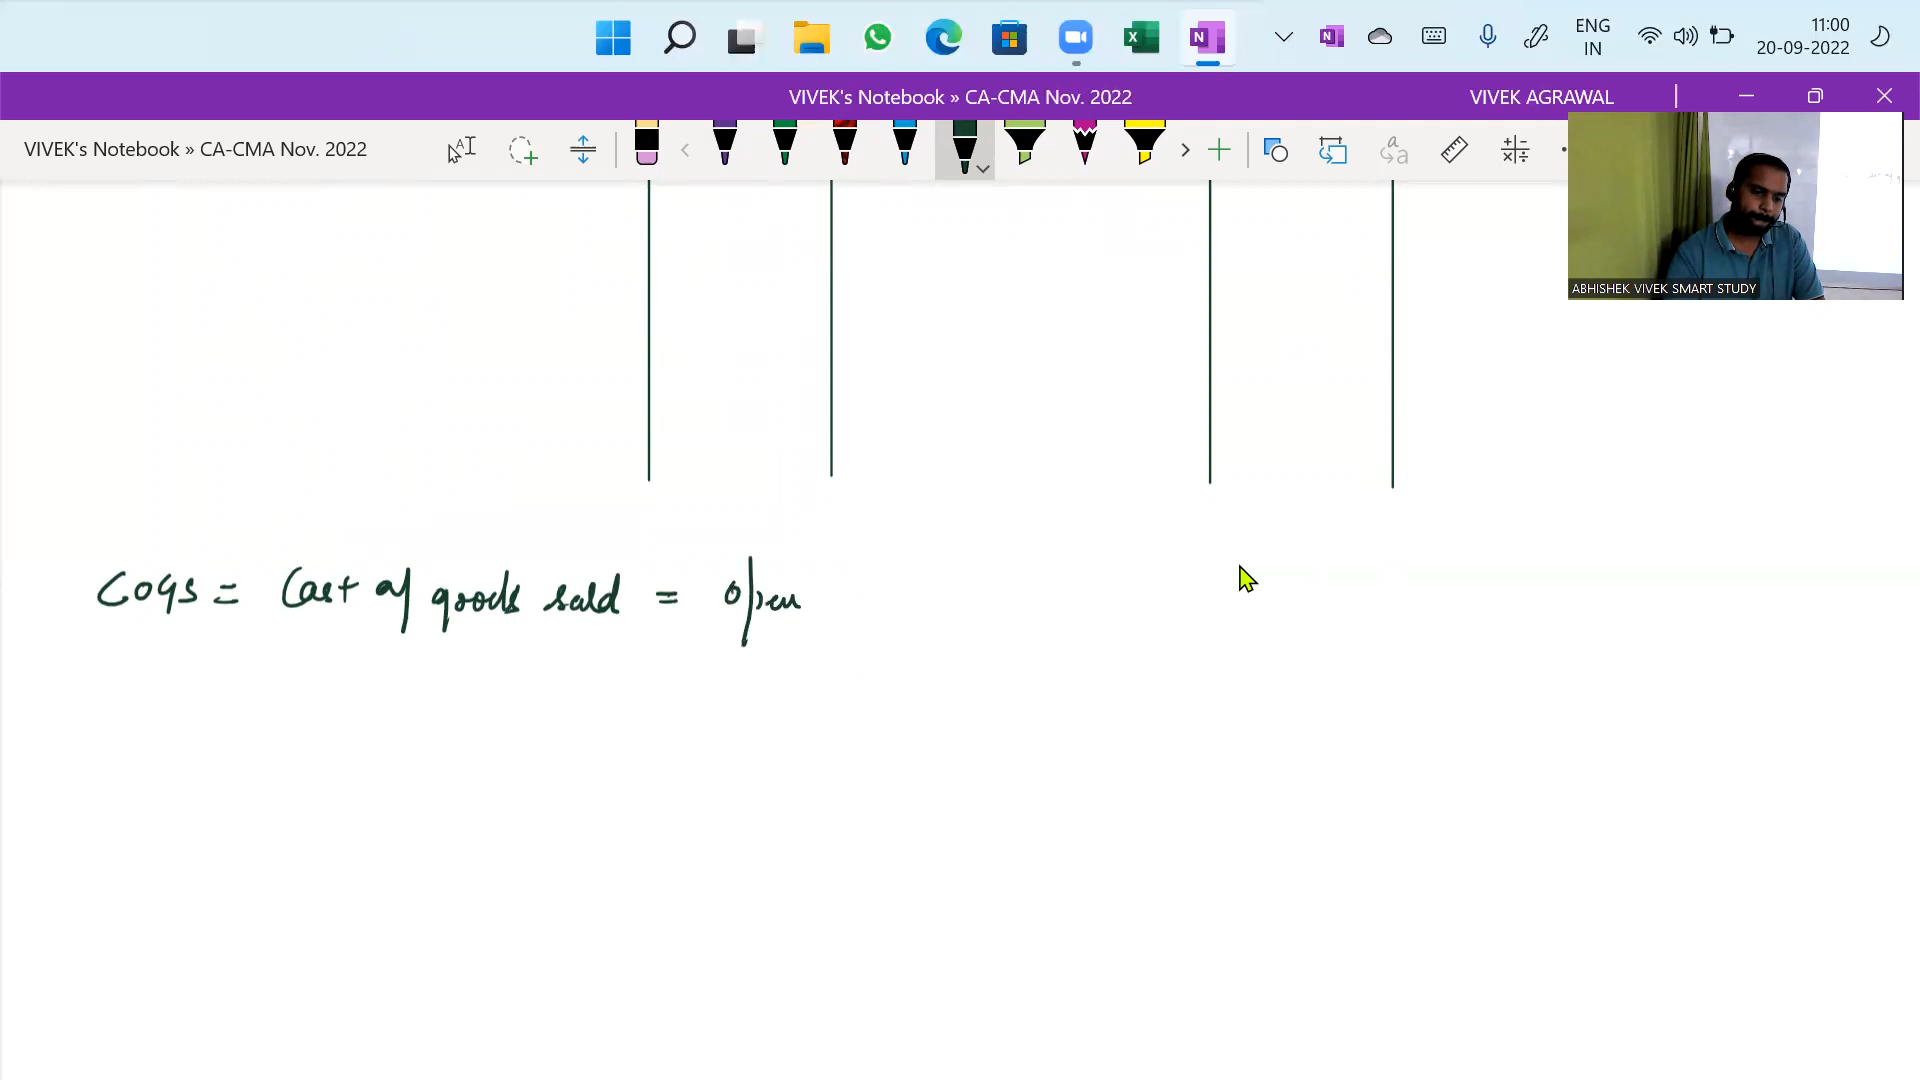 ENG 11:00
IN 20-09-2022
VIVEK's Notebook » CA-CMA Nov. 2022 VIVEK AGRAWAL
VIVEK's Notebook » CA-CMA Nov. 2022
ABHISHEK VIVEK SMART STUDY
COGS = Cost of goods sold = Open